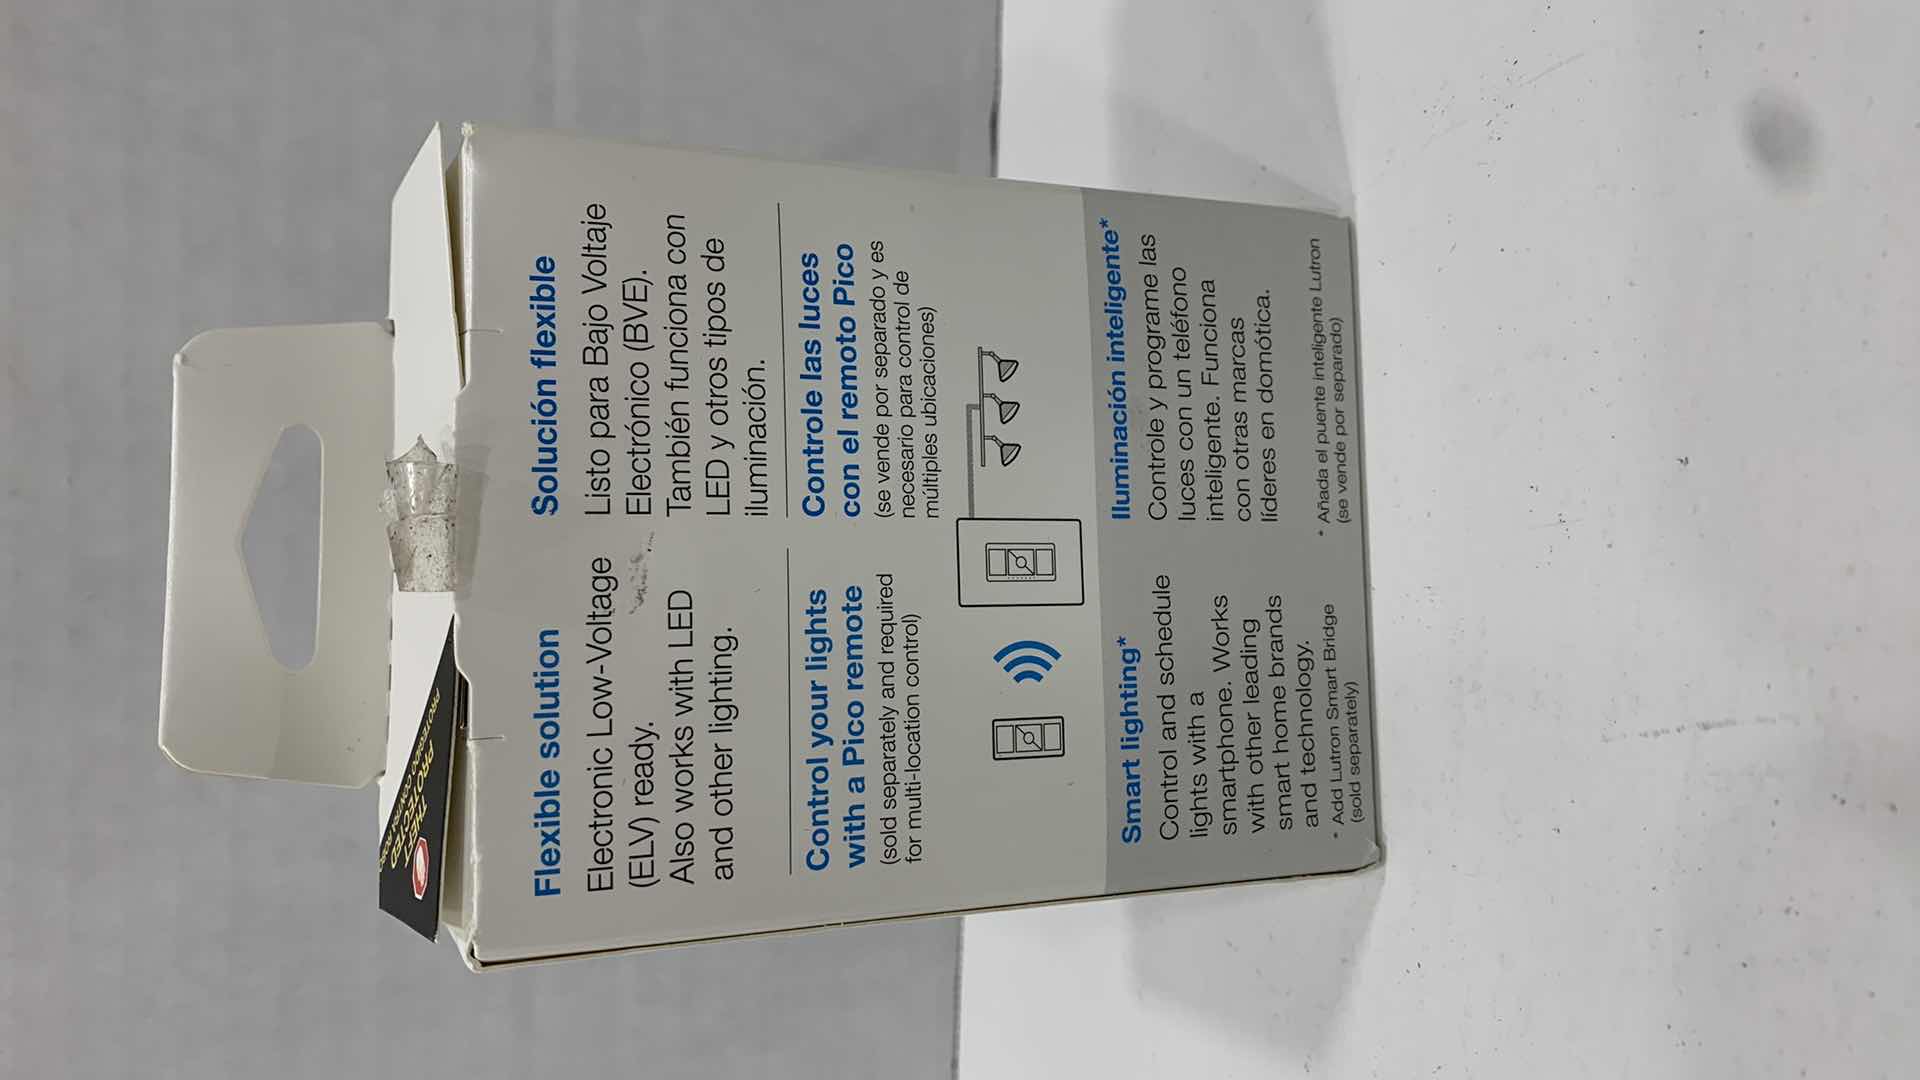 THEFT
PROTECTED
PROTEGIDO CONTRA ROBO
Flexible solution
Electronic Low-Voltage
(ELV) ready.
Also works with LED
and other lighting.
Solución flexible
Listo para Bajo Voltaje
Electrónico (BVE).
También funciona con
LED y otros tipos de
iluminación.
Control your lights
with a Pico remote
(sold separately and required
for multi-location control)
Controle las luces
con el remoto Pico
(se vende por separado y es
necesario para control de
múltiples ubicaciones)
Smart lighting*
Control and schedule
lights with a
smartphone. Works
with other leading
smart home brands
and technology.
* Add Lutron Smart Bridge
(sold separately)
Iluminación inteligente*
Controle y programe las
luces con un teléfono
inteligente. Funciona
con otras marcas
líderes en domótica.
* Añada el puente inteligente Lutron
(se vende por separado)